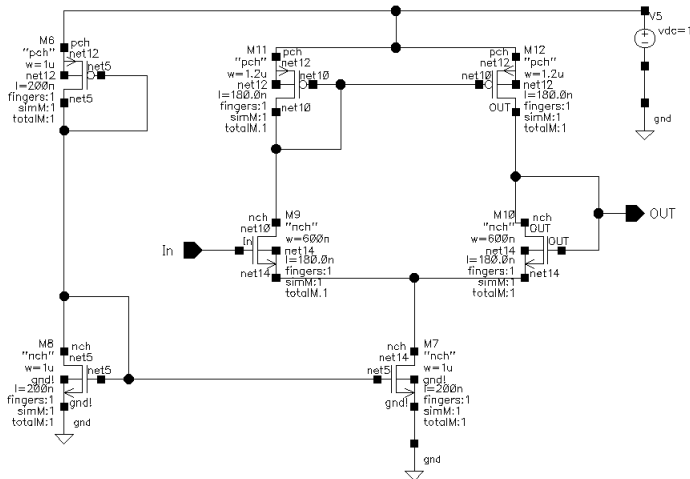 V5
vdc=1
gnd
M6
pch
"pch"
net12
w=1u
net12
l=200n
net5
net5
fingers:1
simM:1
totalM:1
M11
pch
"pch"
net12
w=1.2u
net10
net12
l=180.0n
fingers:1
net10
simM:1
totalM:1
M12
pch
"pch"
net12
w=1.2u
net10
net12
l=180.0n
fingers:1
OUT
simM:1
totalM:1
nch
M9
net10
"nch"
w=600n
In
In
net14
l=180.0n
net14
fingers:1
simM:1
totalM:1
M10
nch
"nch"
OUT
w=600n
OUT
net14
l=180.0n
net14
fingers:1
simM:1
totalM:1
OUT
M8
nch
"nch"
net5
w=1u
gnd!
net5
l=200n
fingers:1
gnd!
simM:1
totalM:1
gnd
nch
M7
net14
"nch"
w=1u
net5
gnd!
l=200n
gnd!
fingers:1
simM:1
totalM:1
gnd